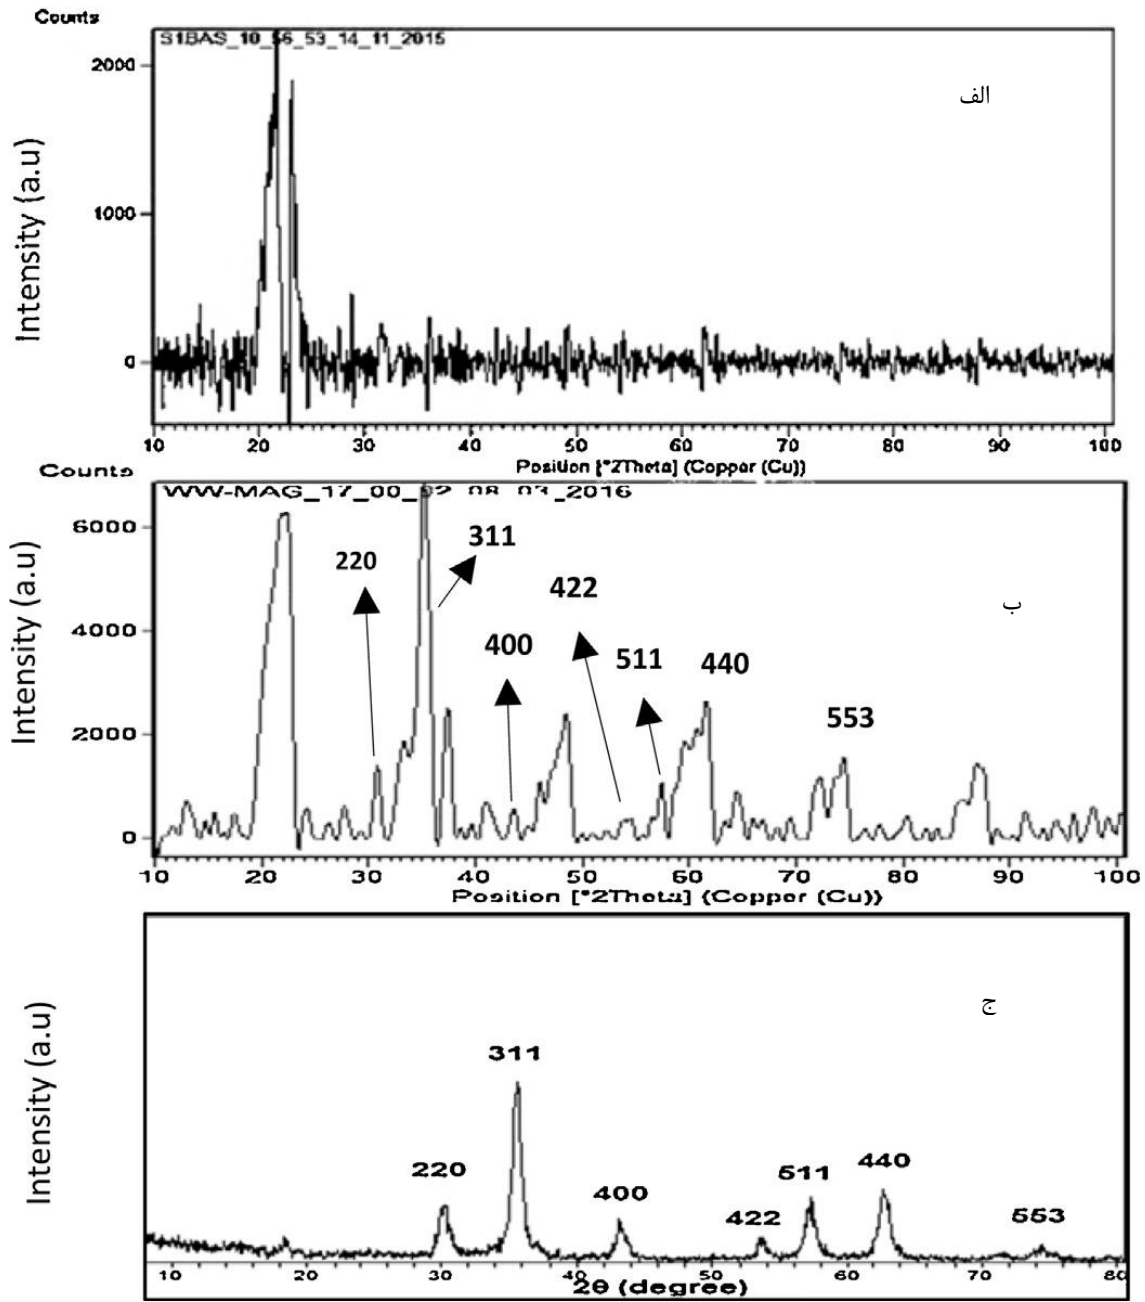 Counts
S1BAS_10_56_53_14_11_2015
2000
الف
1000
0
Intensity (a.u)
10 20 30 40 50 60 70 80 90 100
Position [°2Theta] (Copper (Cu))
Counts
WW-MAG_17_00_02_08_03_2016
6000
311
220
422
ب
4000
400
511
440
553
2000
0
Intensity (a.u)
10 20 30 40 50 60 70 80 90 100
Position [°2Theta] (Copper (Cu))
ج
311
220
400
422
511
440
553
Intensity (a.u)
10 20 30 40 50 60 70 80
2θ (degree)